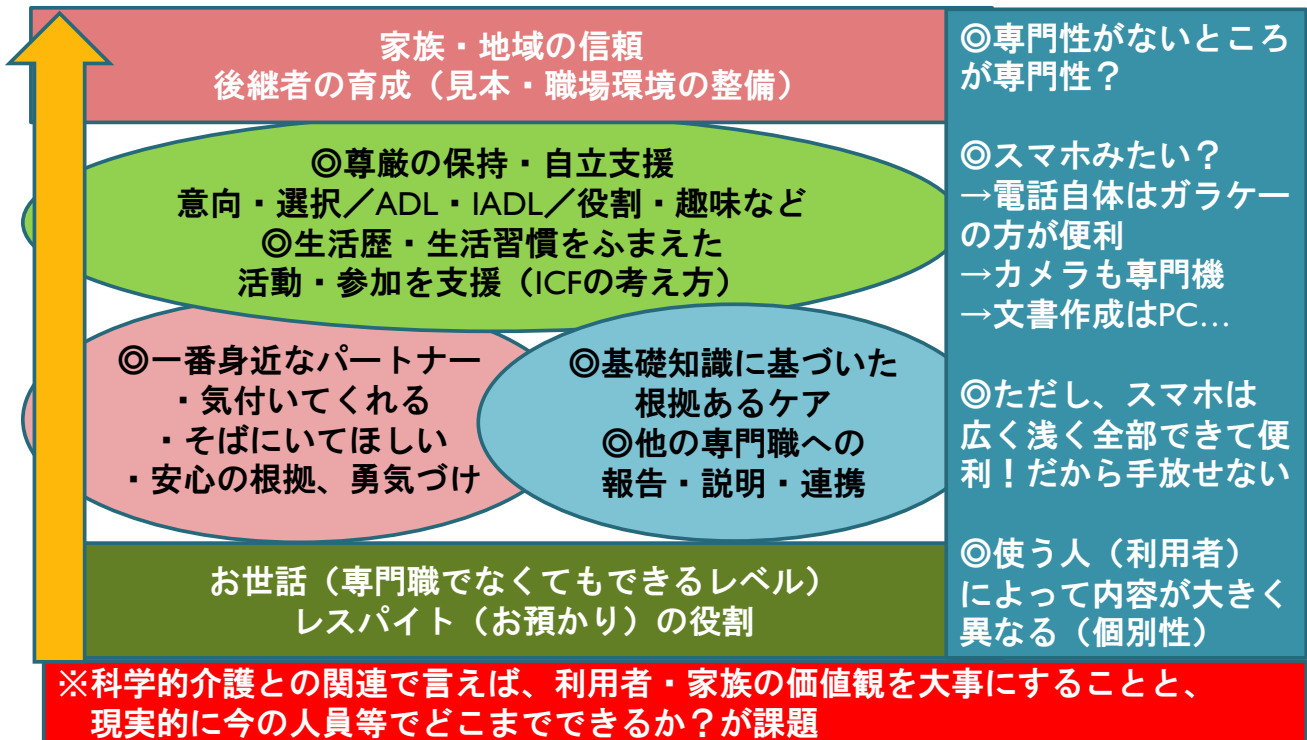 家族・地域の信頼
後継者の育成（見本・職場環境の整備）
◎尊厳の保持・自立支援
意向・選択／ADL・IADL／役割・趣味など
◎生活歴・生活習慣をふまえた
活動・参加を支援（ICFの考え方）
◎一番身近なパートナー
・気付いてくれる
・そばにいてほしい
・安心の根拠、勇気づけ
◎基礎知識に基づいた
根拠あるケア
◎他の専門職への
報告・説明・連携
お世話（専門職でなくてもできるレベル）
レスパイト（お預かり）の役割
◎専門性がないところ
が専門性？
◎スマホみたい？
→電話自体はガラケー
の方が便利
→カメラも専門機
→文書作成はPC…
◎ただし、スマホは
広く浅く全部できて便
利！だから手放せない
◎使う人（利用者）
によって内容が大きく
異なる（個別性）
※科学的介護との関連で言えば、利用者・家族の価値観を大事にすることと、
現実的に今の人員等でどこまでできるか？が課題